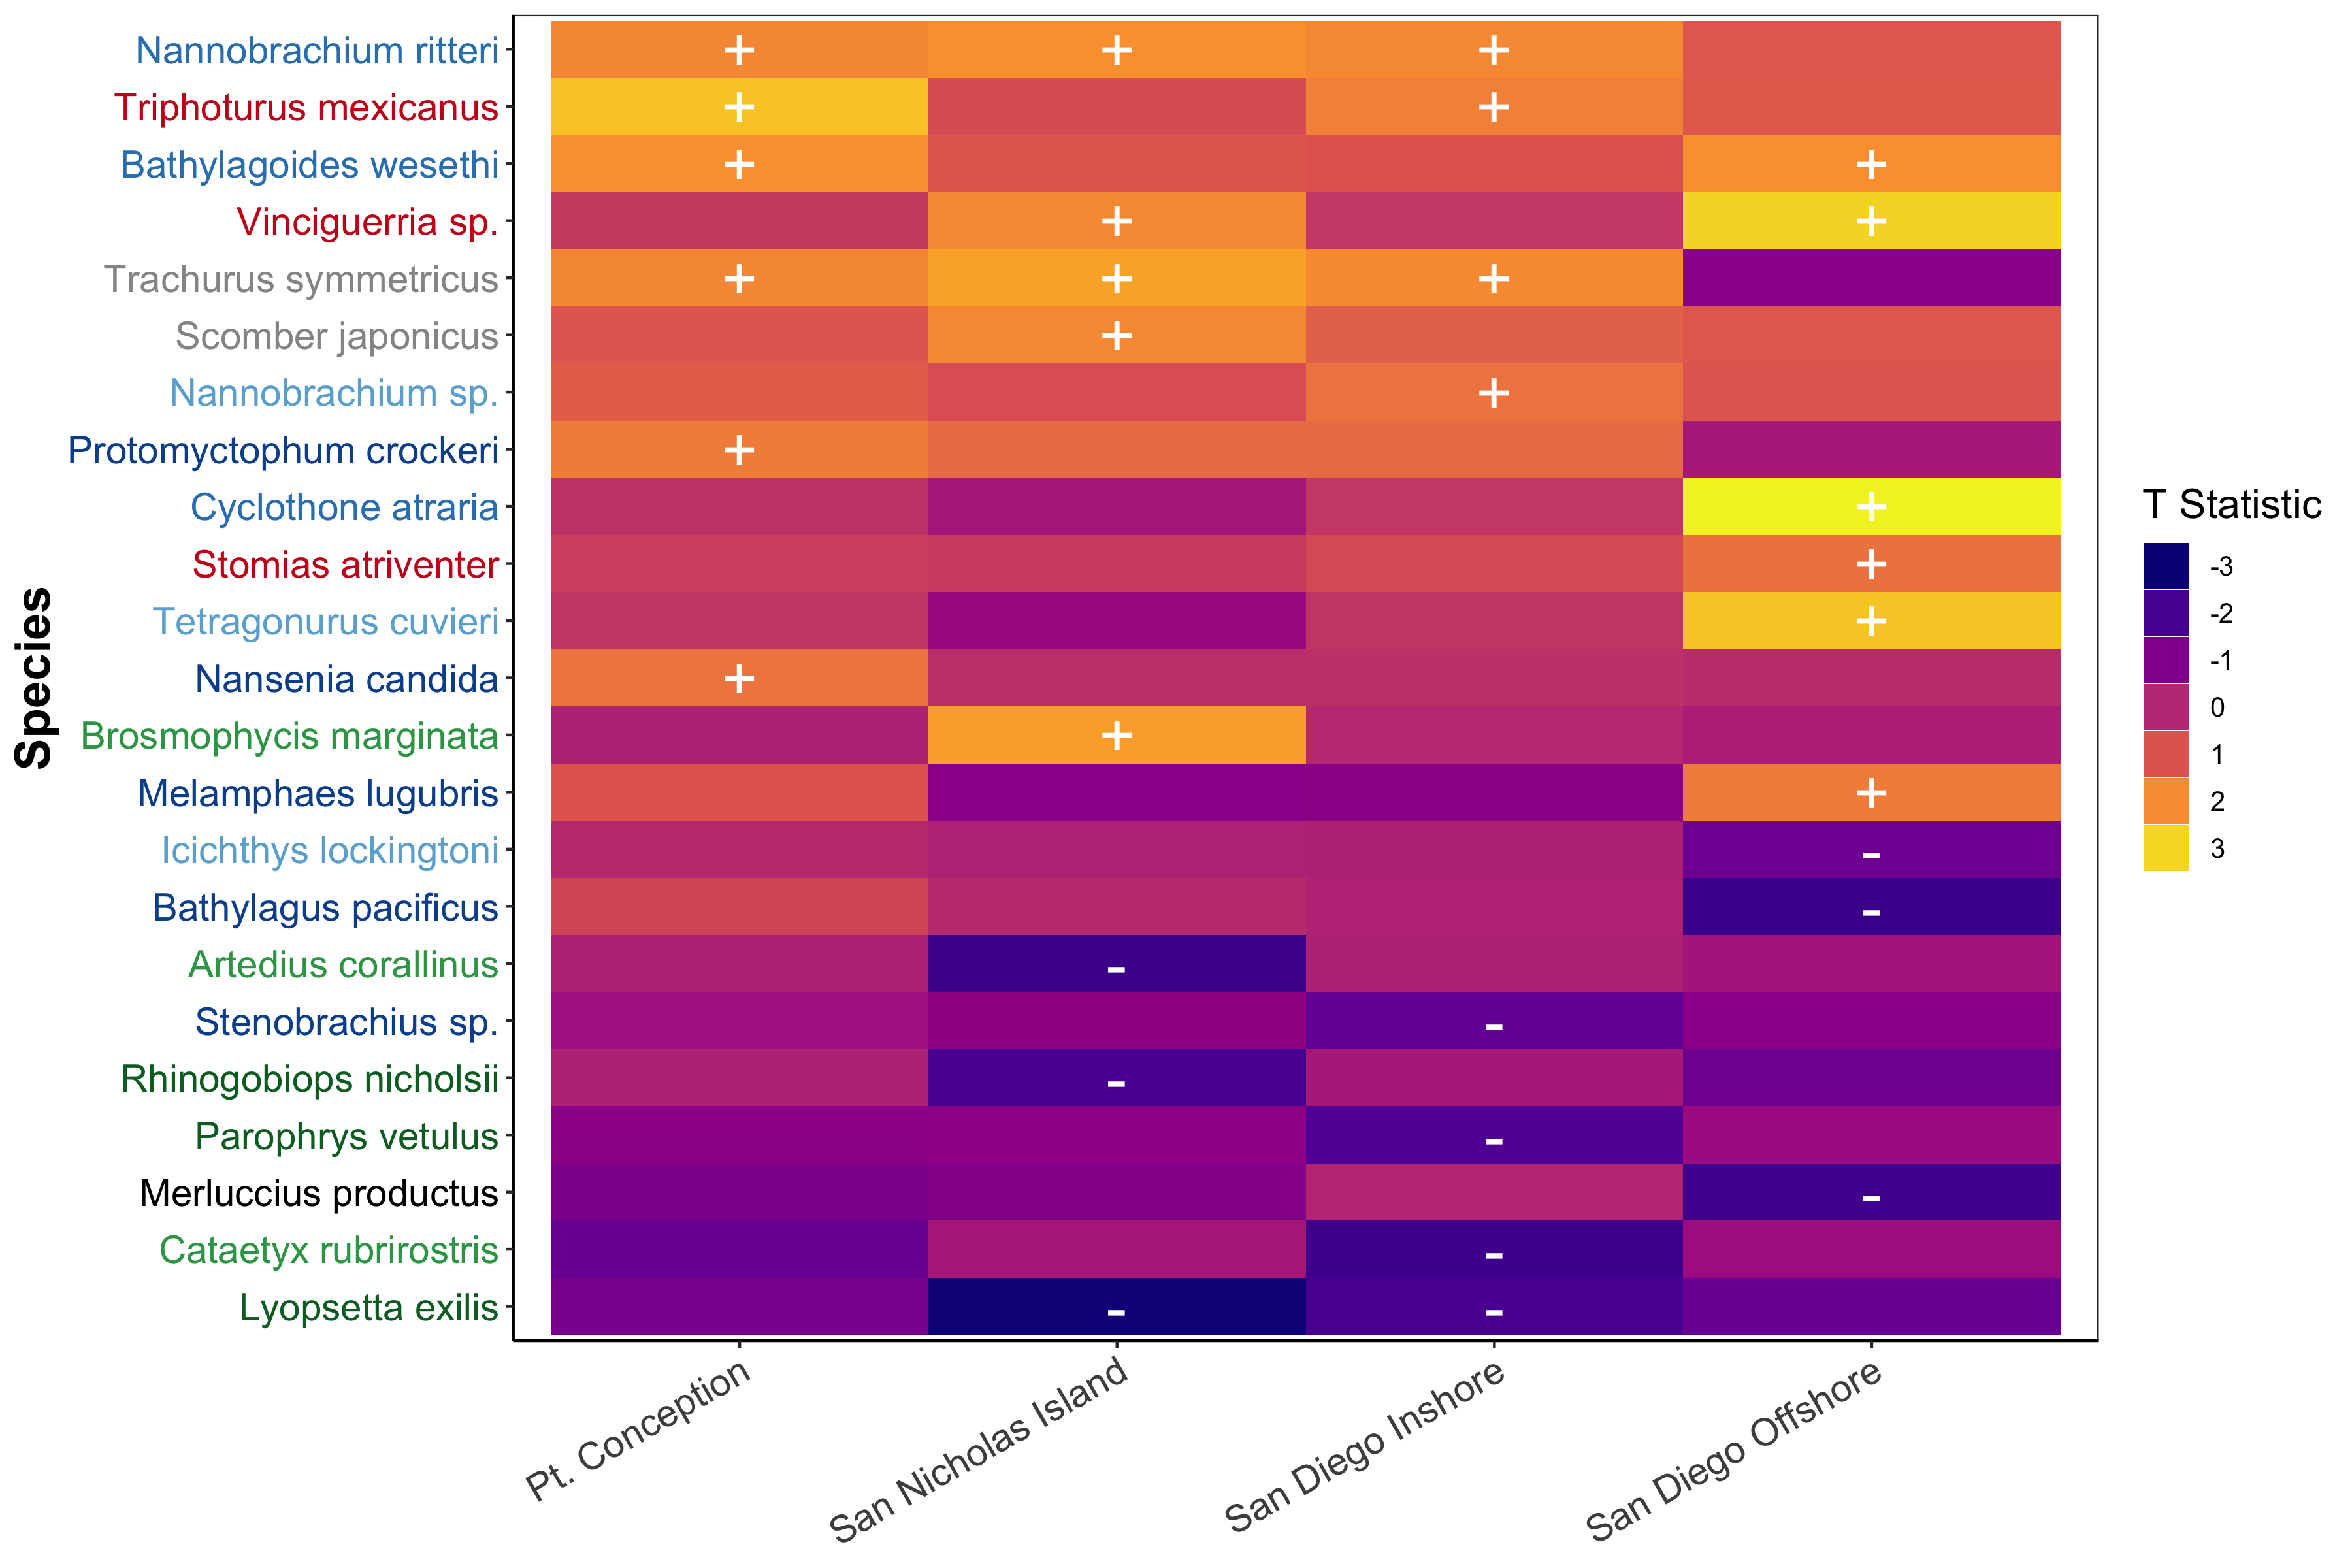 Nannobrachium ritteri + + +
Triphoturus mexicanus + +
Bathylagoides wesethi + +
Vinciguerria sp. + +
Trachurus symmetricus + + +
Scomber japonicus +
Nannobrachium sp. +
Protomyctophum crockeri +
Cyclothone atraria +
Stomias atriventer +
Tetragonurus cuvieri +
Nansenia candida +
Brosmophycis marginata +
Melamphaes lugubris +
Icichthys lockingtoni -
Bathylagus pacificus -
Artedius corallinus -
Stenobrachius sp. -
Rhinogobiops nicholsii -
Parophrys vetulus -
Merluccius productus -
Cataetyx rubrirostris -
Lyopsetta exilis - -
Species
Pt. Conception
San Nicholas Island
San Diego Inshore
San Diego Offshore
T Statistic
-3
-2
-1
0
1
2
3